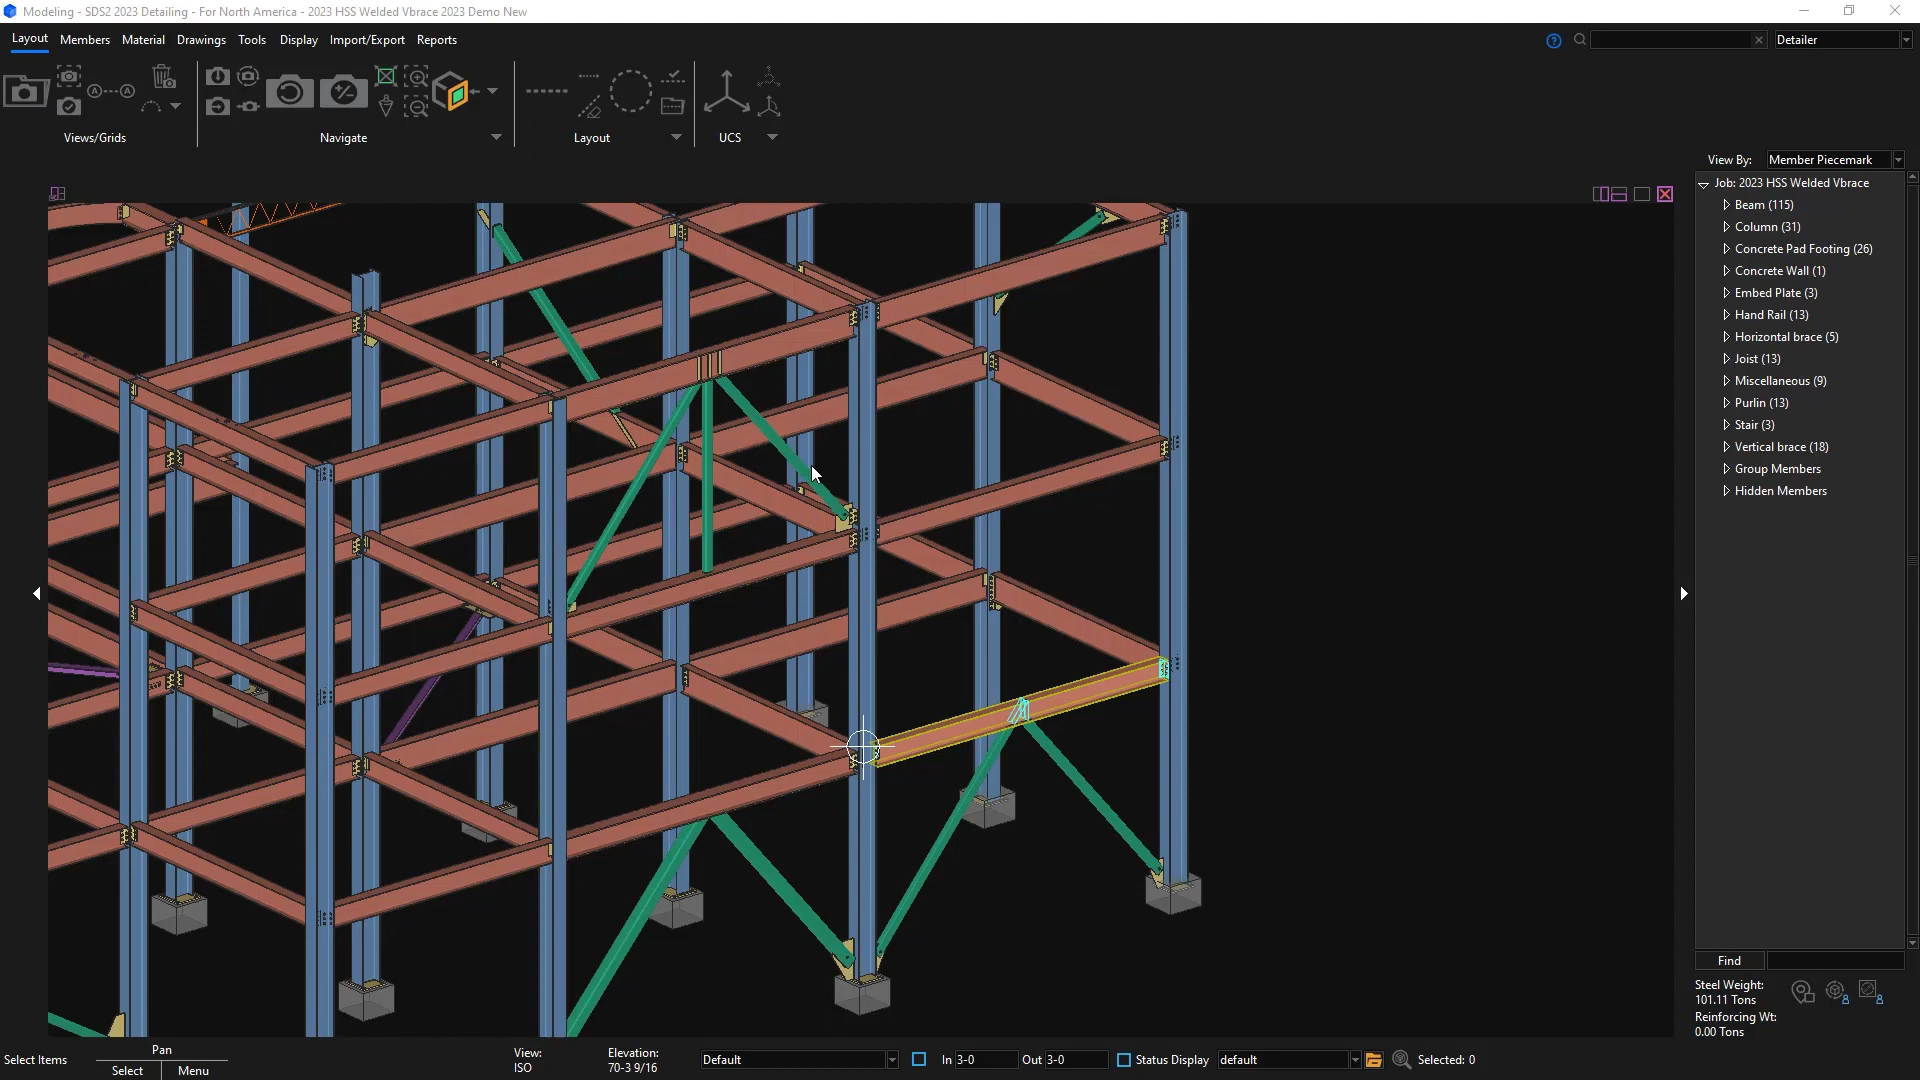 Modeling - SDS2 2023 Detailing - For North America - 2023 HSS Welded Vbrace 2023 Demo New
Layout Members Material Drawings Tools Display Import/Export Reports
Detailer
Views/Grids Navigate Layout UCS
View By: Member Piecemark
Job: 2023 HSS Welded Vbrace
Beam (115)
Column (31)
Concrete Pad Footing (26)
Concrete Wall (1)
Embed Plate (3)
Hand Rail (13)
Horizontal brace (5)
Joist (13)
Miscellaneous (9)
Purlin (13)
Stair (3)
Vertical brace (18)
Group Members
Hidden Members
Find
Steel Weight:
101.11 Tons
Reinforcing Wt:
0.00 Tons
Select Items
Pan
Select Menu
View:
ISO
Elevation:
70-3 9/16
Default
In 3-0 Out 3-0 Status Display default Selected: 0